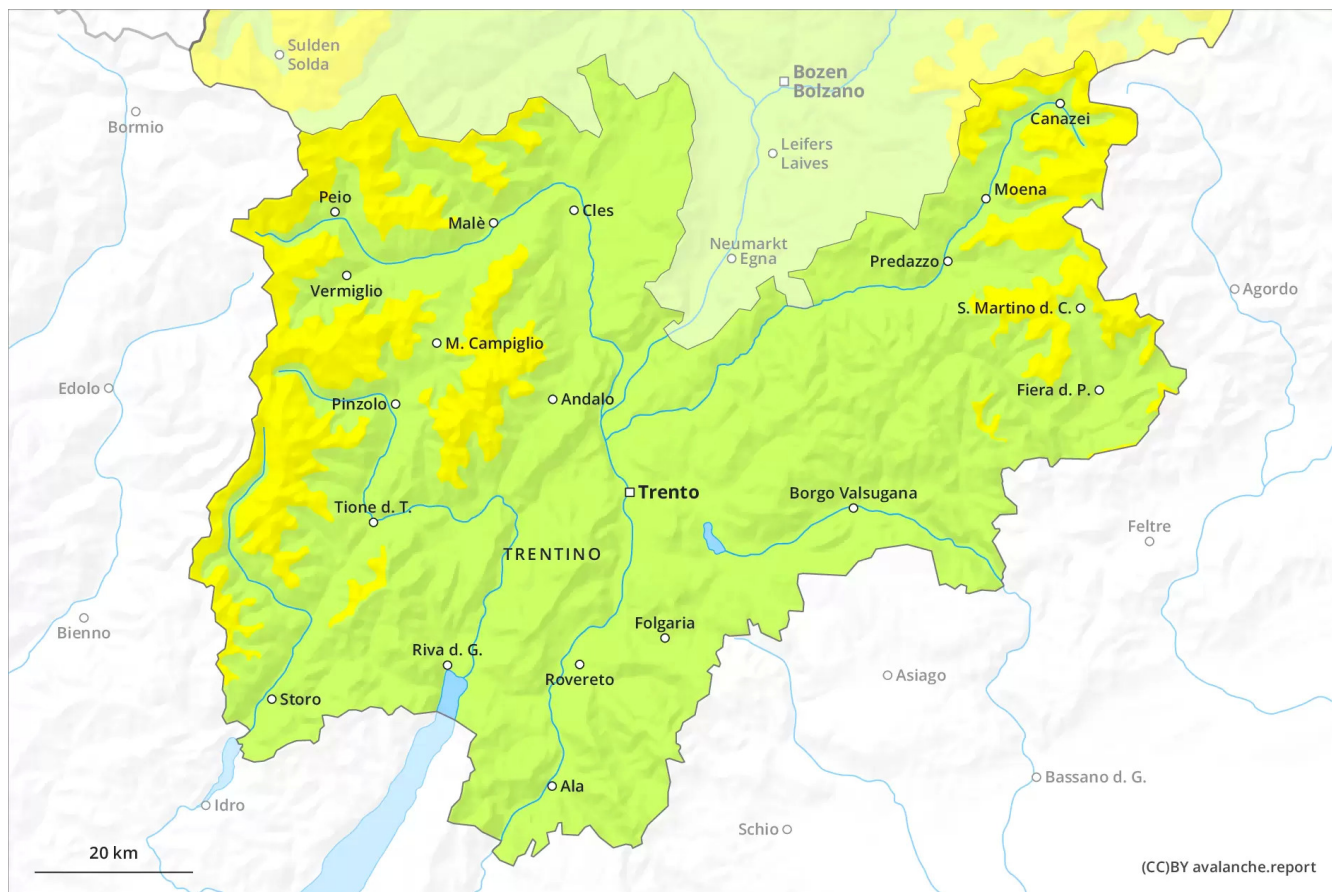 Sulden
Solda
Bozen
Bolzano
Bormio
Canazei
Leifers
Laives
Peio
Moena
Malè
Cles
Neumarkt
Egna
Predazzo
Vermiglio
Agordo
S. Martino d. C.
M. Campiglio
Edolo
Fiera d. P.
Andalo
Pinzolo
Trento
Borgo Valsugana
Tione d. T.
Feltre
TRENTINO
Bienno
Folgaria
Riva d. G.
Asiago
Rovereto
Storo
Bassano d. G.
Ala
Idro
Schio
20 km
(CC)BY avalanche.report